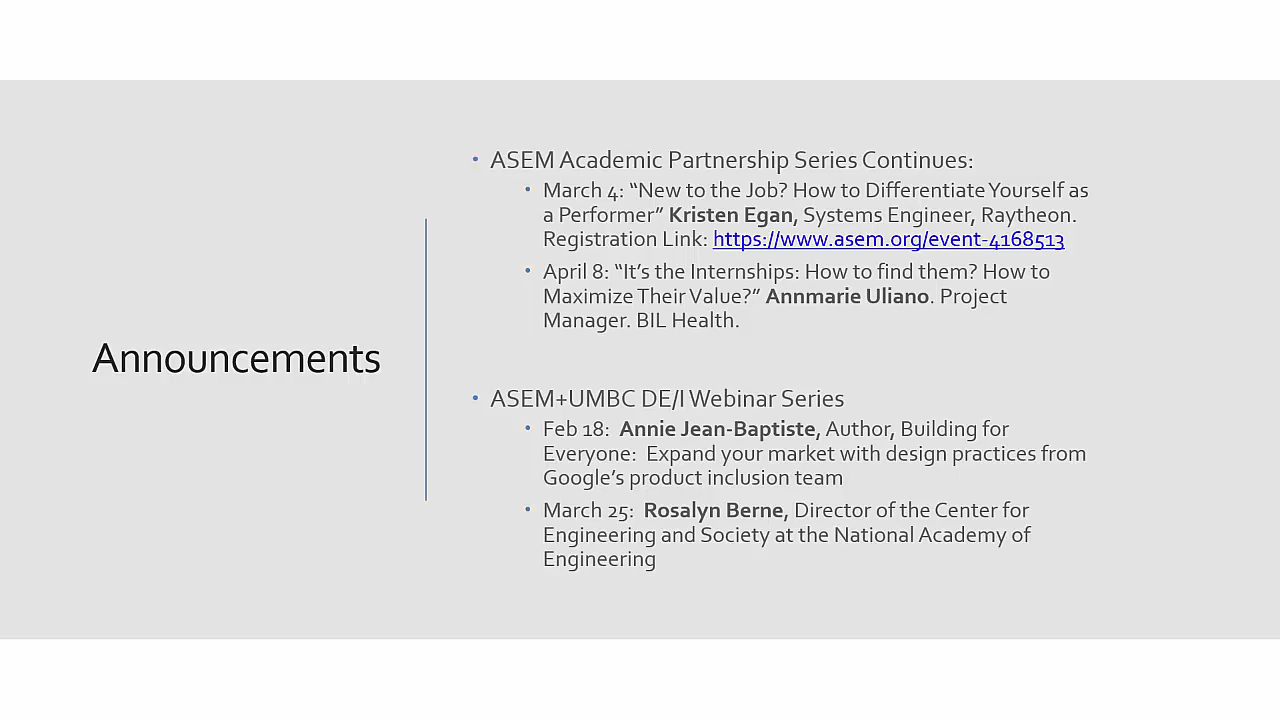 Announcements
• ASEM Academic Partnership Series Continues:
• March 4: “New to the Job? How to Differentiate Yourself as
a Performer” Kristen Egan, Systems Engineer, Raytheon.
Registration Link: https://www.asem.org/event-4168513
• April 8: “It’s the Internships: How to find them? How to
Maximize Their Value?” Annmarie Uliano. Project
Manager. BIL Health.
• ASEM+UMBC DE/I Webinar Series
• Feb 18: Annie Jean-Baptiste, Author, Building for
Everyone: Expand your market with design practices from
Google’s product inclusion team
• March 25: Rosalyn Berne, Director of the Center for
Engineering and Society at the National Academy of
Engineering